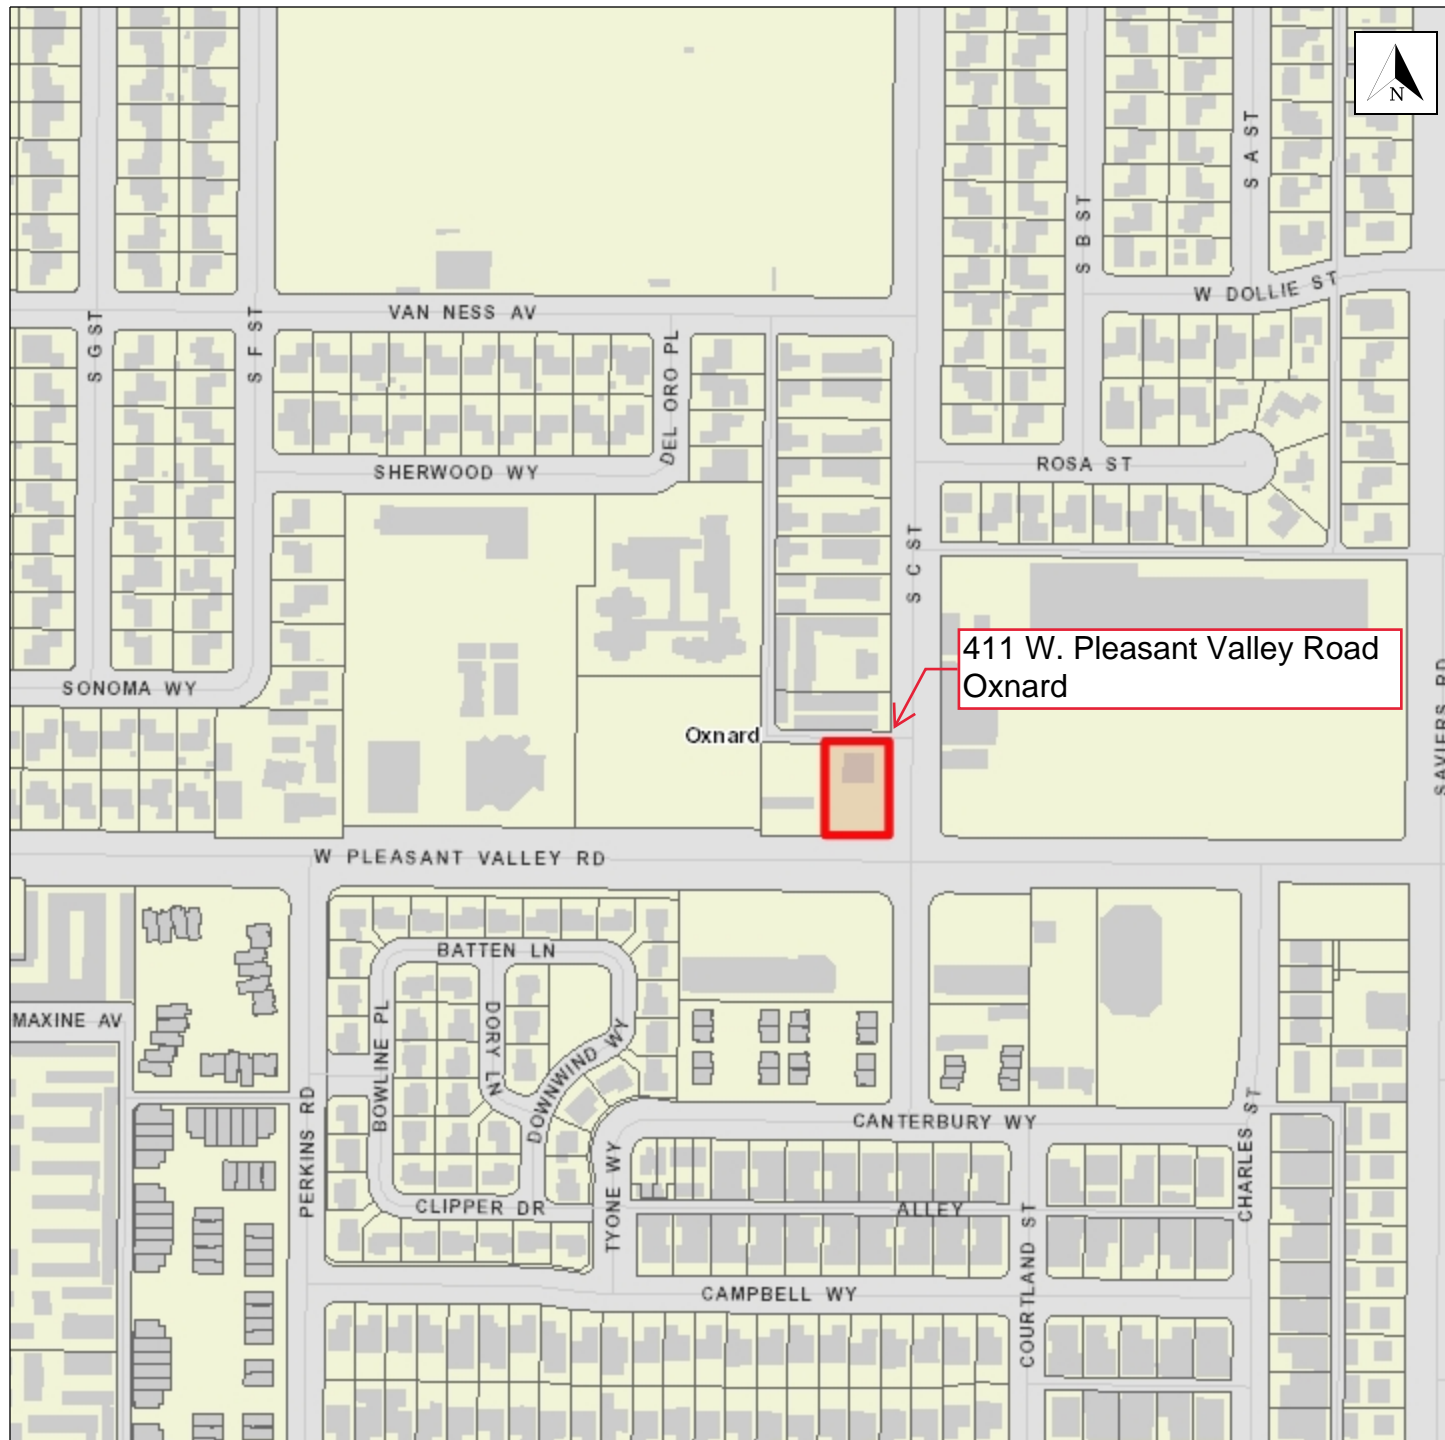 N
S A ST
S B ST
W DOLLIE ST
VAN NESS AV
S G ST
S F ST
DEL ORO PL
SHERWOOD WY
ROSA ST
S C ST
411 W. Pleasant Valley Road
Oxnard
SONOMA WY
Oxnard
SAVIERS RD
W PLEASANT VALLEY RD
BATTEN LN
MAXINE AV
BOWLINE PL
DORY LN
DOWNWIND WY
PERKINS RD
CANTERBURY WY
CHARLES ST
TYONE WY
CLIPPER DR
ALLEY
COURTLAND ST
CAMPBELL WY